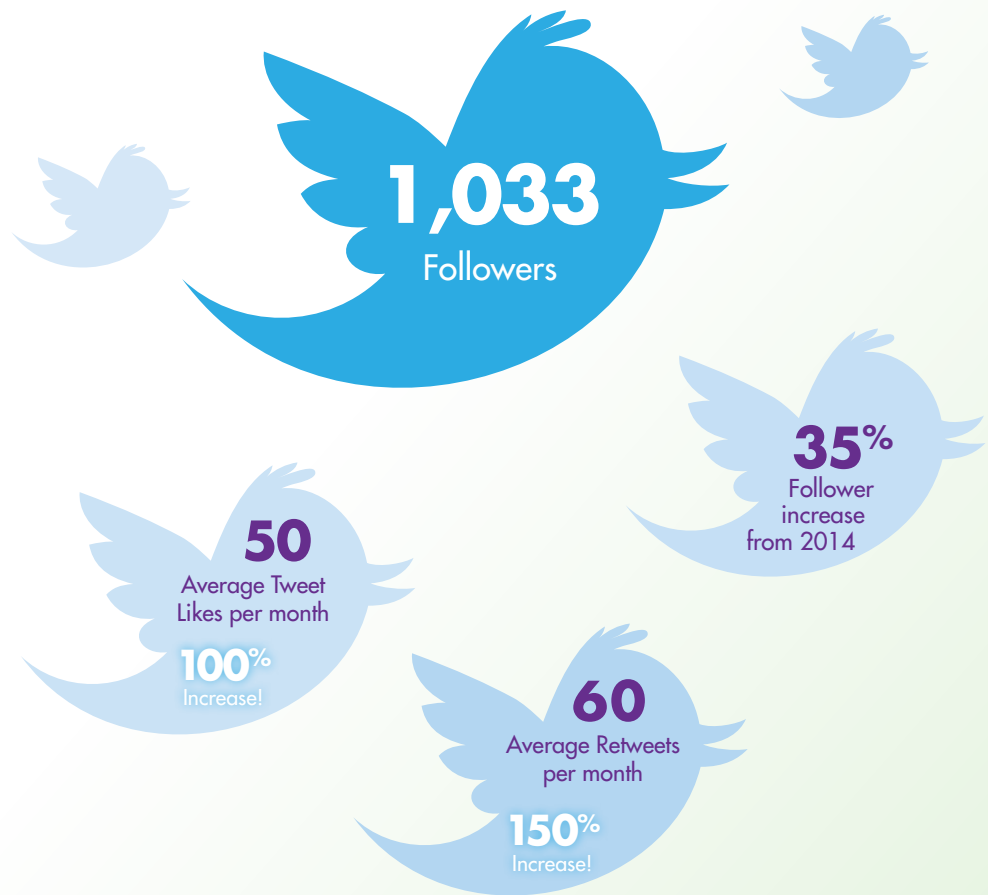 1,033
Followers
35%
Follower
increase
from 2014
50
Average Tweet
Likes per month
100%
Increase!
60
Average Retweets
per month
150%
Increase!